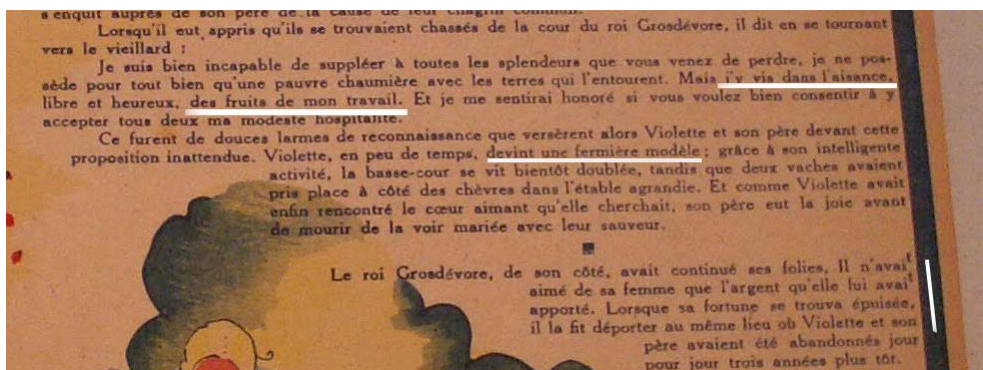 s'enquit auprès de son père de la cause de leur chagrin commun.
Lorsqu'il eut appris qu'ils se trouvaient chassés de la cour du roi Grosdévore, il dit en se tournant
vers le vieillard :
Je suis bien incapable de suppléer à toutes les splendeurs que vous venez de perdre, je ne pos-
sède pour tout bien qu'une pauvre chaumière avec les terres qui l'entourent. Mais j'y vis dans l'aisance,
libre et heureux, des fruits de mon travail. Et je me sentirai honoré si vous voulez bien consentir à y
accepter tous deux ma modeste hospitalité.
Ce furent de douces larmes de reconnaissance que versèrent alors Violette et son père devant cette
proposition inattendue. Violette, en peu de temps, devint une fermière modèle ; grâce à son intelligente
activité, la basse-cour se vit bientôt doublée, tandis que deux vaches avaient
pris place à côté des chèvres dans l'étable agrandie. Et comme Violette avait
enfin rencontré le cœur aimant qu'elle cherchait, son père eut la joie avant
de mourir de la voir mariée avec leur sauveur.
Le roi Grosdévore, de son côté, avait continué ses folies. Il n'avait
aimé de sa femme que l'argent qu'elle lui avait
apporté. Lorsque sa fortune se trouva épuisée,
il la fit déporter au même lieu où Violette et son
père avaient été abandonnés jour
pour jour trois années plus tôt.